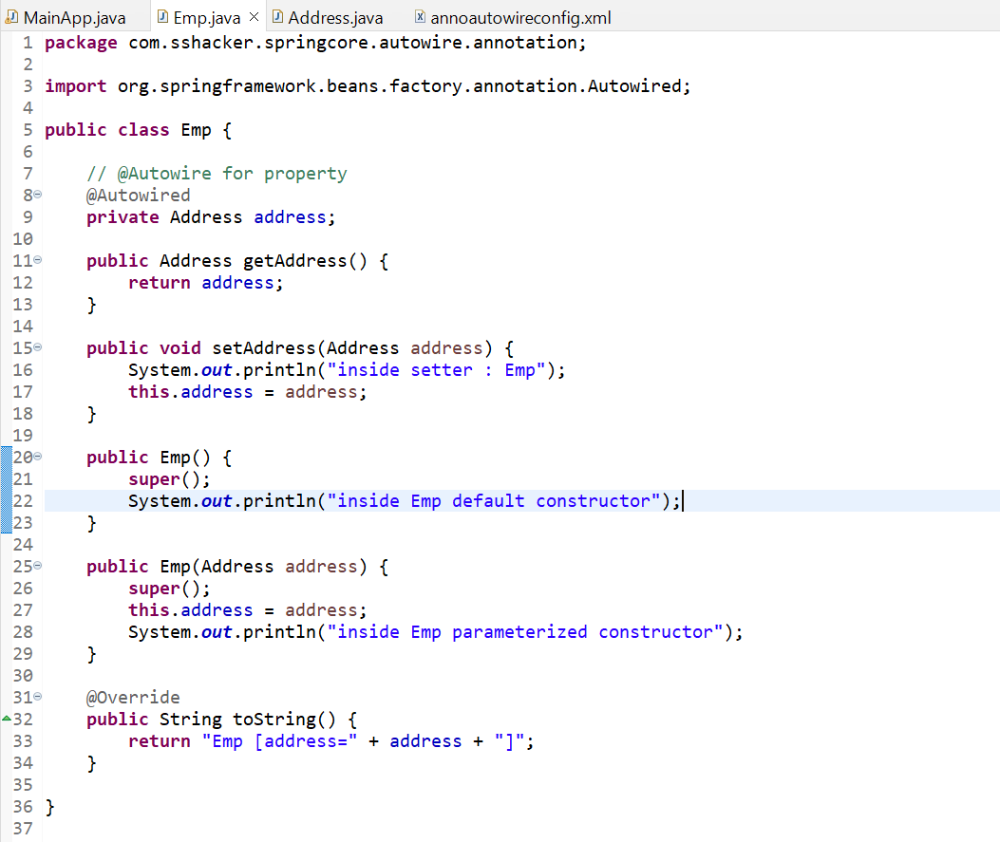 MainApp.java Emp.java Address.java annoautowireconfig.xml
1 package com.sshacker.springcore.autowire.annotation;
2
3 import org.springframework.beans.factory.annotation.Autowired;
4
5 public class Emp {
6
7     // @Autowire for property
8     @Autowired
9     private Address address;
10
11     public Address getAddress() {
12         return address;
13     }
14
15     public void setAddress(Address address) {
16         System.out.println("inside setter : Emp");
17         this.address = address;
18     }
19
20     public Emp() {
21         super();
22         System.out.println("inside Emp default constructor");
23     }
24
25     public Emp(Address address) {
26         super();
27         this.address = address;
28         System.out.println("inside Emp parameterized constructor");
29     }
30
31     @Override
32     public String toString() {
33         return "Emp [address=" + address + "]";
34     }
35
36 }
37